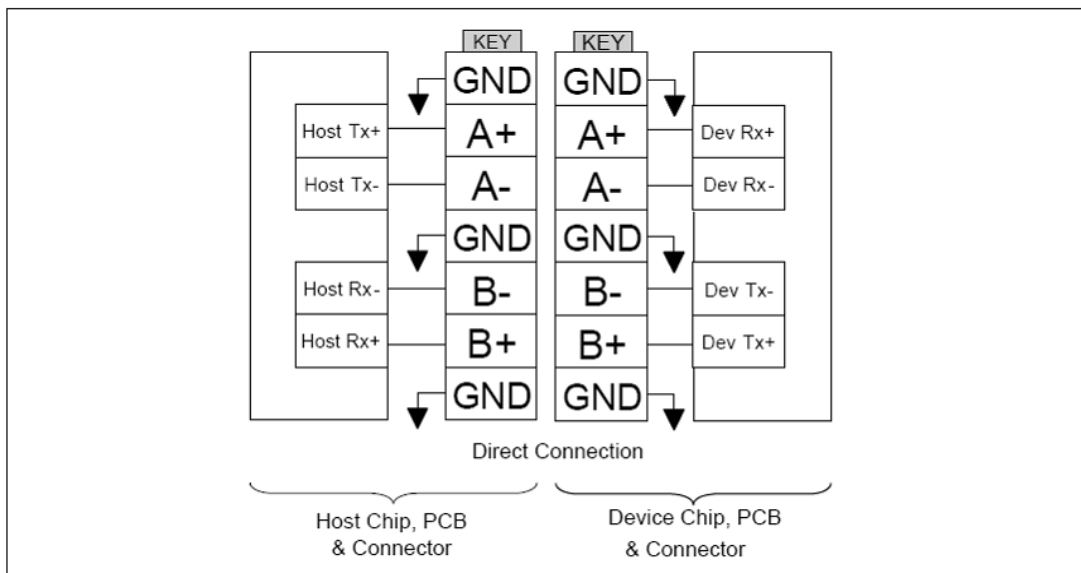 KEY KEY
GND GND
Host Tx+ A+ A+ Dev Rx+
Host Tx- A- A- Dev Rx-
GND GND
Host Rx- B- B- Dev Tx-
Host Rx+ B+ B+ Dev Tx+
GND GND
Direct Connection
Host Chip, PCB
& Connector
Device Chip, PCB
& Connector